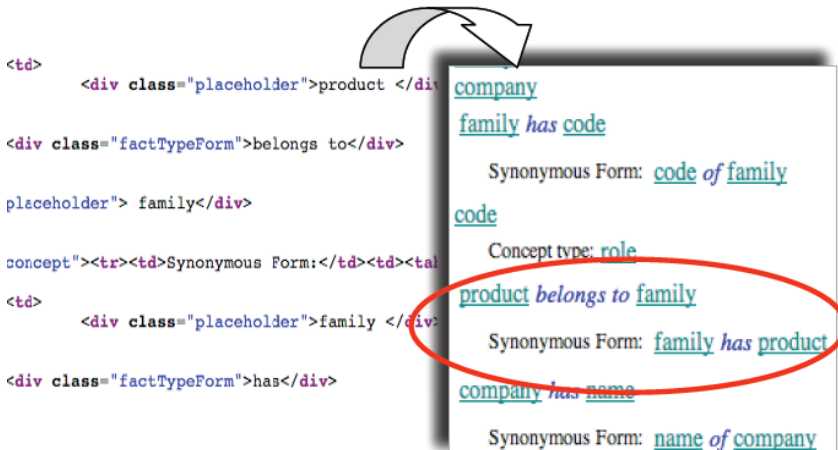 <td>
<div class="placeholder">product </di
<div class="factTypeForm">belongs to</div>
placeholder"> family</div>
concept"><tr><td>Synonymous Form:</td><td><ta
<td>
<div class="placeholder">family </div
<div class="factTypeForm">has</div>
company
family has code
Synonymous Form: code of family
code
Concept type: role
product belongs to family
Synonymous Form: family has product
company has name
Synonymous Form: name of company